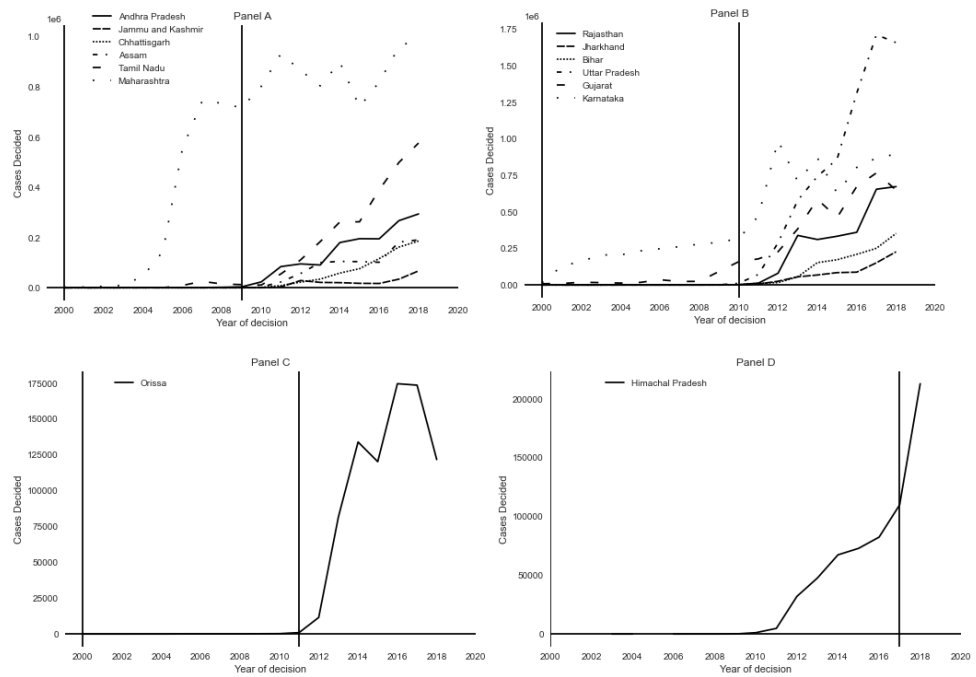 Panel A
1e6
Andhra Pradesh
Jammu and Kashmir
Chhattisgarh
Assam
Tamil Nadu
Maharashtra
1.0
0.8
0.6
0.4
0.2
0.0
Cases Decided
2000 2002 2004 2006 2008 2010 2012 2014 2016 2018 2020
Year of decision
Panel B
1e6
Rajasthan
Jharkhand
Bihar
Uttar Pradesh
Gujarat
Karnataka
1.75
1.50
1.25
1.00
0.75
0.50
0.25
0.00
Cases Decided
2000 2002 2004 2006 2008 2010 2012 2014 2016 2018 2020
Year of decision
Panel C
Orissa
175000
150000
125000
100000
75000
50000
25000
0
Cases Decided
2000 2002 2004 2006 2008 2010 2012 2014 2016 2018 2020
Year of decision
Panel D
Himachal Pradesh
200000
150000
100000
50000
0
Cases Decided
2000 2002 2004 2006 2008 2010 2012 2014 2016 2018 2020
Year of decision